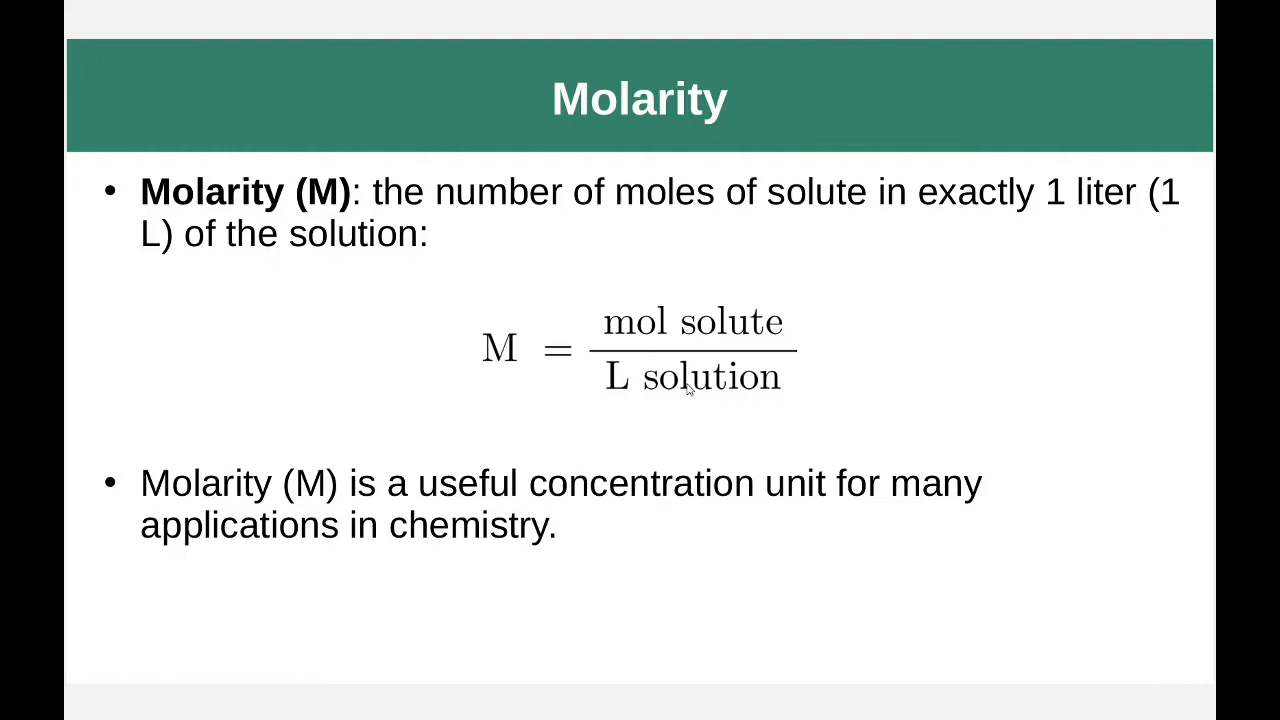 Molarity
• Molarity (M): the number of moles of solute in exactly 1 liter (1
L) of the solution:
M = mol solute / L solution
• Molarity (M) is a useful concentration unit for many
applications in chemistry.